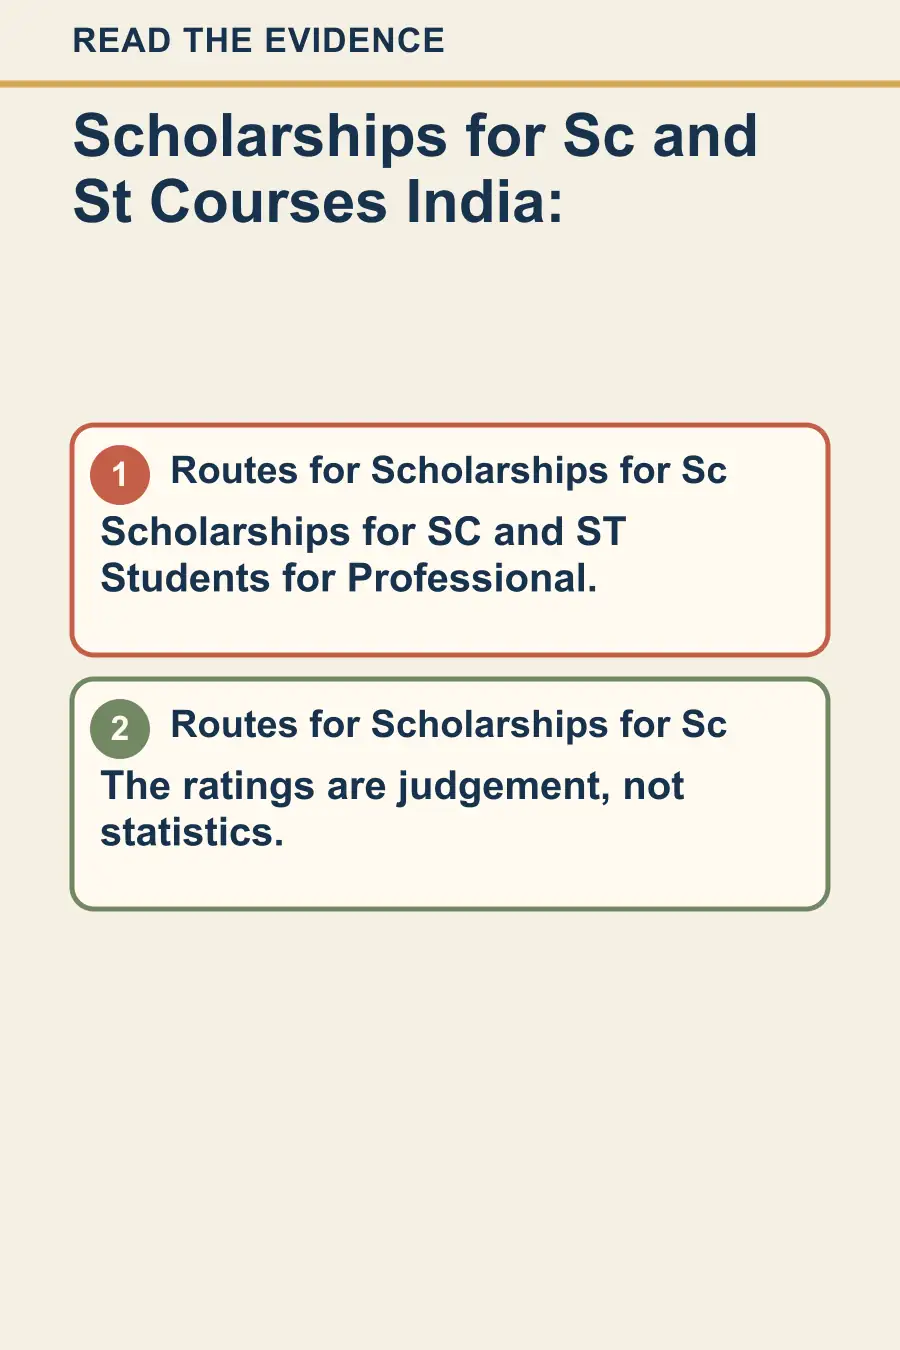 READ THE EVIDENCE
Scholarships for Sc and
St Courses India:
1 Routes for Scholarships for Sc
Scholarships for SC and ST
Students for Professional.
2 Routes for Scholarships for Sc
The ratings are judgement, not
statistics.